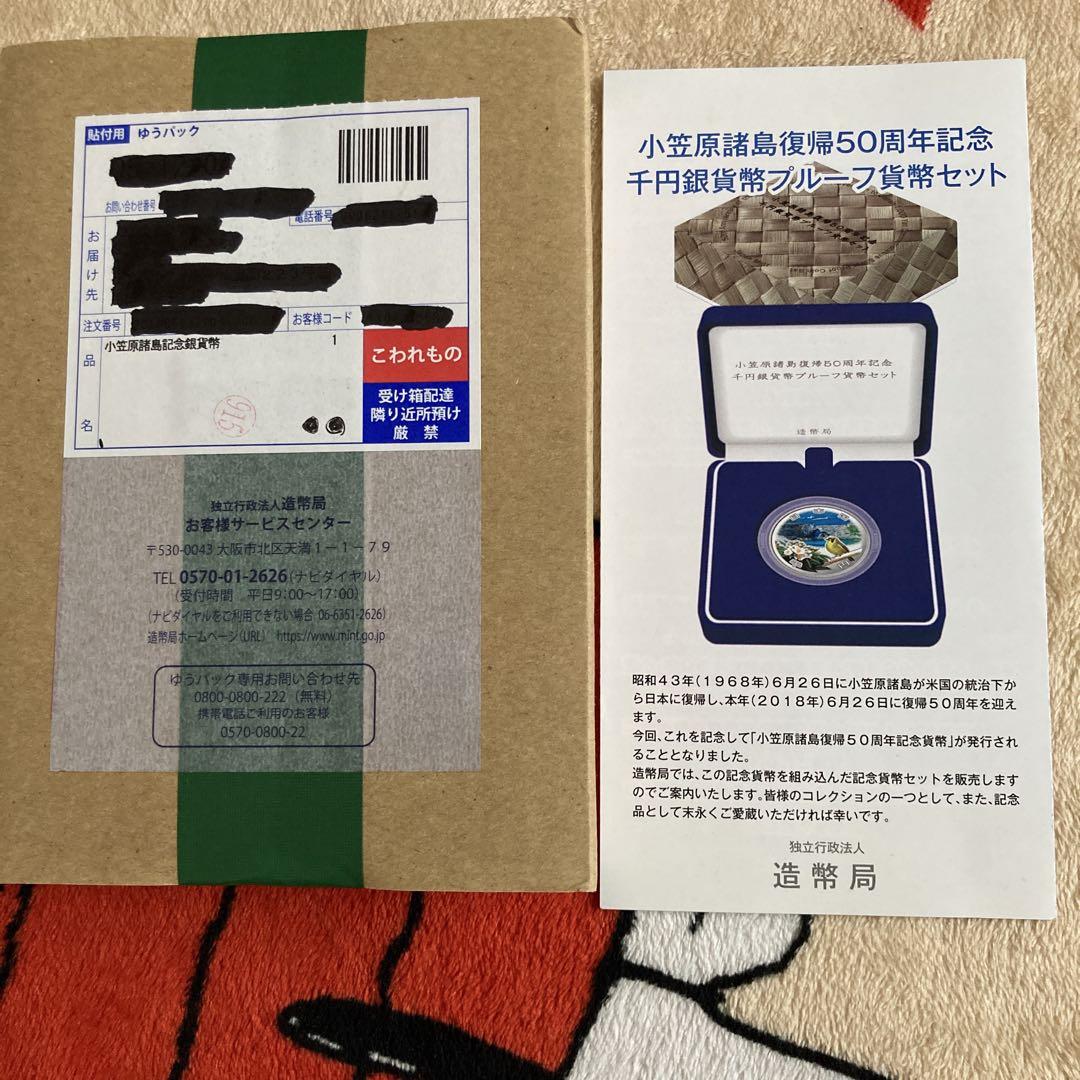 貼付用 ゆうパック
お問い合わせ番号
電話番号
お届け先
注文番号
お客様コード
品名
小笠原諸島記念銀貨幣 1
こわれもの
受け箱配達
隣り近所預け
厳 禁
915
独立行政法人造幣局
お客様サービスセンター
〒530-0043 大阪市北区天満1-1-79
TEL 0570-01-2626(ナビダイヤル)
(受付時間 平日9:00〜17:00)
(ナビダイヤルをご利用できない場合 06-6351-2626)
造幣局ホームページ(URL) https://www.mint.go.jp
ゆうパック専用お問い合わせ先
0800-0800-222(無料)
携帯電話ご利用のお客様
0570-0800-22
小笠原諸島復帰50周年記念
千円銀貨幣プルーフ貨幣セット
小笠原諸島復帰50周年記念
千円銀貨幣プルーフ貨幣セット
造幣局
昭和43年(1968年)6月26日に小笠原諸島が米国の統治下か
ら日本に復帰し、本年(2018年)6月26日に復帰50周年を迎え
ます。
今回、これを記念して「小笠原諸島復帰50周年記念貨幣」が発行され
ることとなりました。
造幣局では、この記念貨幣を組み込んだ記念貨幣セットを販売します
のでご案内いたします。皆様のコレクションの一つとして、また、記念
品として末永くご愛蔵いただければ幸いです。
独立行政法人
造幣局